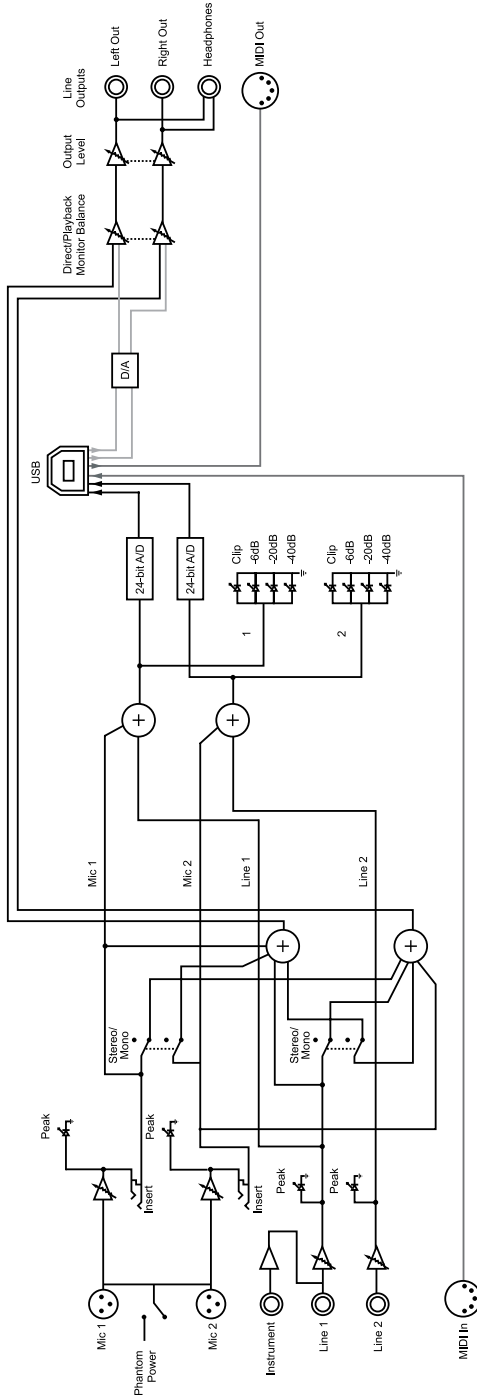 Mic 1
Phantom
Power
Mic 2
Instrument
Line 1
Line 2
MIDI In
Peak
Insert
Peak
Insert
Peak
Peak
Stereo/
Mono
Stereo/
Mono
Mic 1
Mic 2
Line 1
Line 2
24-bit A/D
24-bit A/D
1
Clip
-6dB
-20dB
-40dB
2
Clip
-6dB
-20dB
-40dB
USB
D/A
Direct/Playback
Monitor Balance
Output
Level
Line
Outputs
Left Out
Right Out
Headphones
MIDI Out